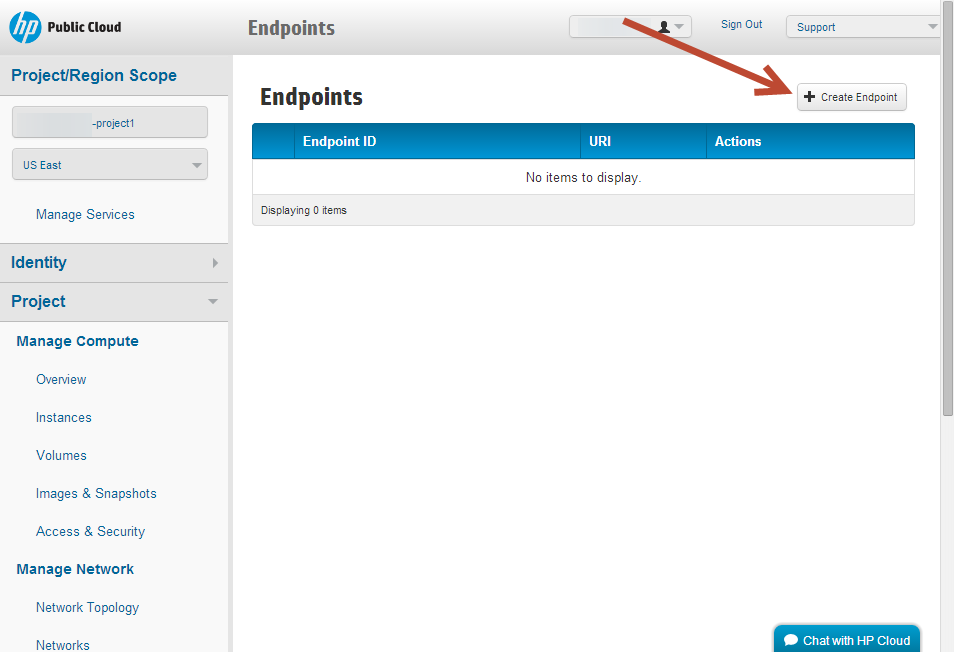 hp Public Cloud
Endpoints
Sign Out
Support
Project/Region Scope
-project1
US East
Manage Services
Identity
Project
Manage Compute
Overview
Instances
Volumes
Images & Snapshots
Access & Security
Manage Network
Network Topology
Networks
Endpoints
Create Endpoint
Endpoint ID URI Actions
No items to display.
Displaying 0 items
Chat with HP Cloud